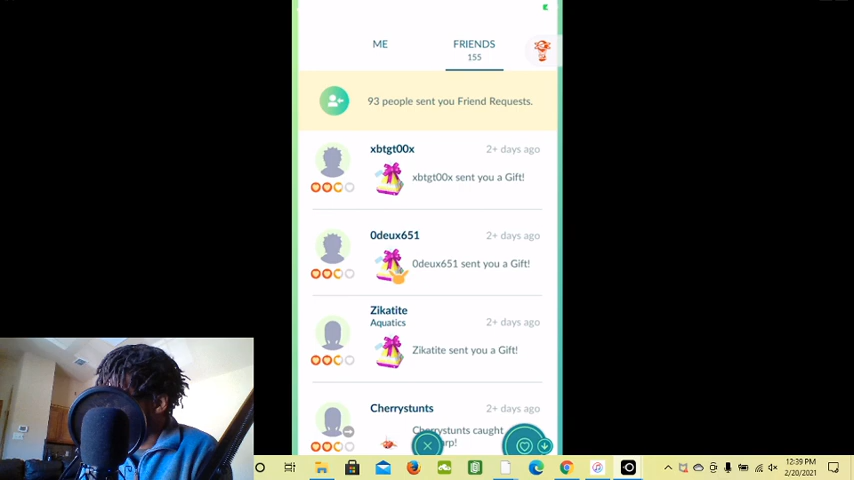 ME
FRIENDS
155
93 people sent you Friend Requests.
xbtgt00x
2+ days ago
xbtgt00x sent you a Gift!
0deux651
2+ days ago
0deux651 sent you a Gift!
Zikatite
Aquatics
2+ days ago
Zikatite sent you a Gift!
Cherrystunts
2+ days ago
Cherrystunts caught
12:39 PM
2/20/2021